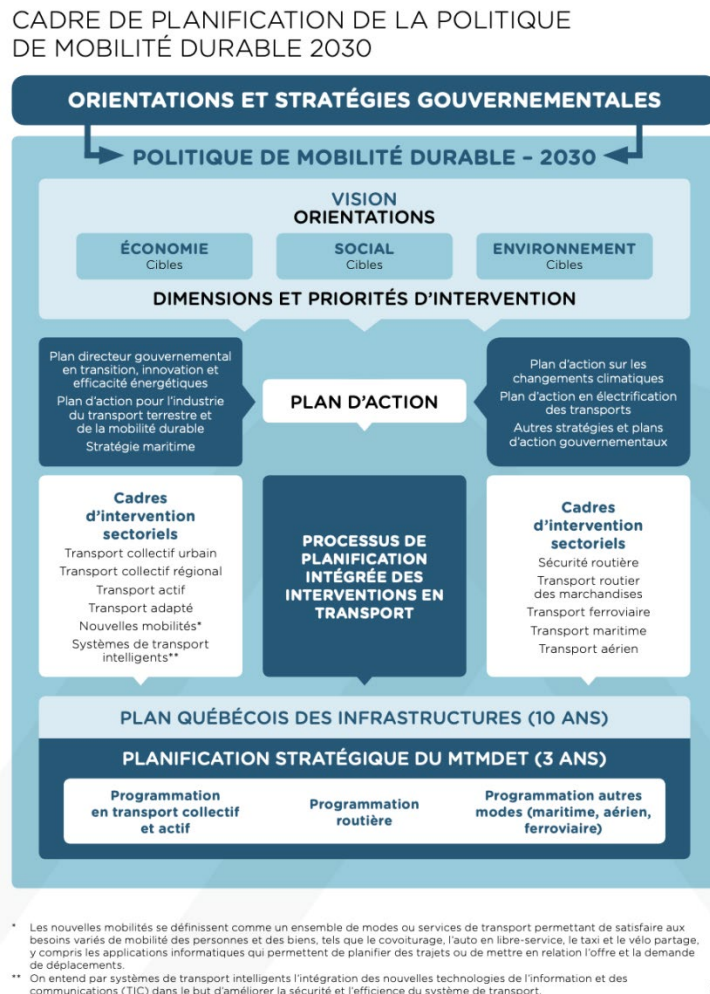 CADRE DE PLANIFICATION DE LA POLITIQUE
DE MOBILITÉ DURABLE 2030
ORIENTATIONS ET STRATÉGIES GOUVERNEMENTALES
POLITIQUE DE MOBILITÉ DURABLE – 2030
VISION
ORIENTATIONS
ÉCONOMIE
Cibles
SOCIAL
Cibles
ENVIRONNEMENT
Cibles
DIMENSIONS ET PRIORITÉS D'INTERVENTION
Plan directeur gouvernemental
en transition, innovation et
efficacité énergétiques
Plan d'action pour l'industrie
du transport terrestre et
de la mobilité durable
Stratégie maritime
PLAN D'ACTION
Plan d'action sur les
changements climatiques
Plan d'action en électrification
des transports
Autres stratégies et plans
d'action gouvernementaux
Cadres
d'intervention
sectoriels
Transport collectif urbain
Transport collectif régional
Transport actif
Transport adapté
Nouvelles mobilités*
Systèmes de transport
intelligents**
PROCESSUS DE
PLANIFICATION
INTÉGRÉE DES
INTERVENTIONS EN
TRANSPORT
Cadres
d'intervention
sectoriels
Sécurité routière
Transport routier
des marchandises
Transport ferroviaire
Transport maritime
Transport aérien
PLAN QUÉBÉCOIS DES INFRASTRUCTURES (10 ANS)
PLANIFICATION STRATÉGIQUE DU MTMDET (3 ANS)
Programmation
en transport collectif
et actif
Programmation
routière
Programmation autres
modes (maritime, aérien,
ferroviaire)
* Les nouvelles mobilités se définissent comme un ensemble de modes ou services de transport permettant de satisfaire aux
besoins variés de mobilité des personnes et des biens, tels que le covoiturage, l'auto en libre-service, le taxi et le vélo partage,
y compris les applications informatiques qui permettent de planifier des trajets ou de mettre en relation l'offre et la demande
de déplacements.
** On entend par systèmes de transport intelligents l'intégration des nouvelles technologies de l'information et des
communications (TIC) dans le but d'améliorer la sécurité et l'efficience du système de transport.